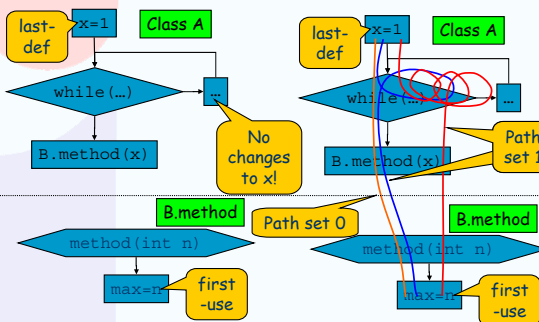 last-
def
x=1
Class A
while(…)
…
No
changes
to x!
B.method(x)
B.method
method(int n)
max=n
first
-use
last-
def
x=1
Class A
while(…)
…
Path
set 1
B.method(x)
Path set 0
B.method
method(int n)
max=n
first
-use